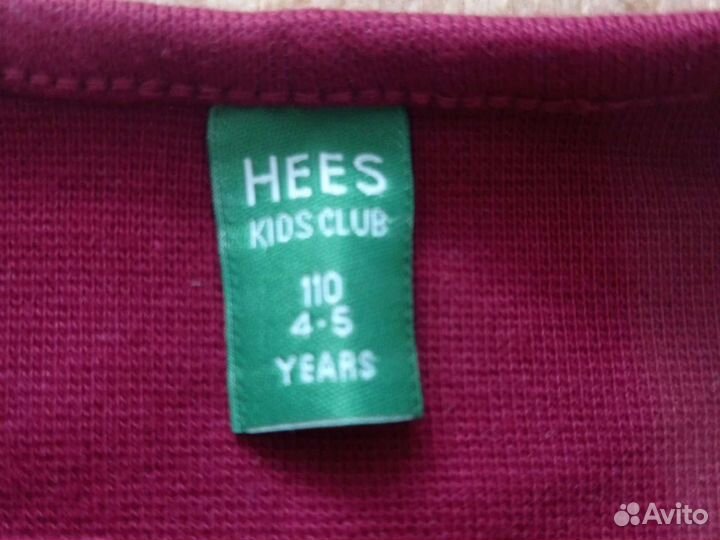 HEES
KIDS CLUB
110
4-5
YEARS
Avito